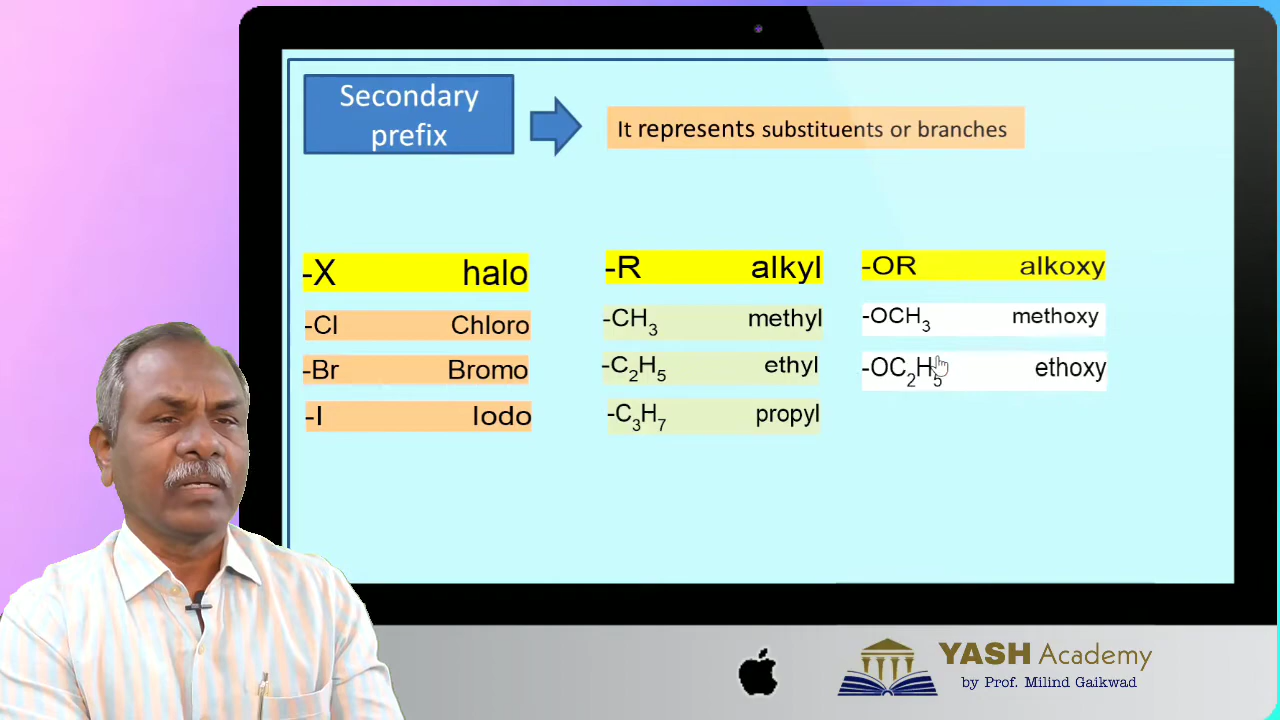 Secondary
prefix
It represents substituents or branches
-X halo
-Cl Chloro
-Br Bromo
-I Iodo
-R alkyl
-CH₃ methyl
-C₂H₅ ethyl
-C₃H₇ propyl
-OR alkoxy
-OCH₃ methoxy
-OC₂H₅ ethoxy
YASH Academy
by Prof. Milind Gaikwad